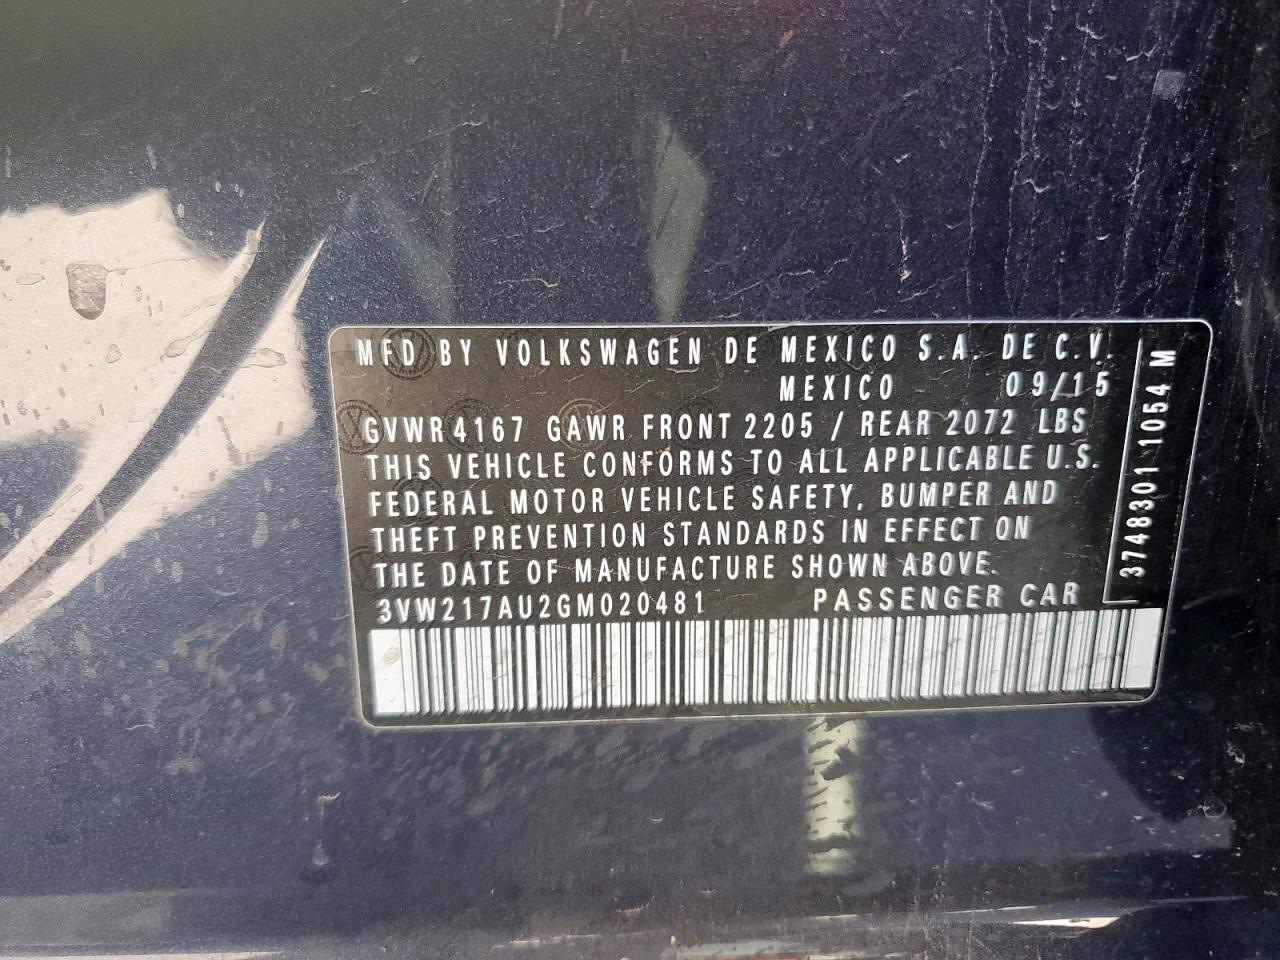 MFD BY VOLKSWAGEN DE MEXICO S.A. DE C.V.
MEXICO 09/15
GVWR 4167 GAWR FRONT 2205 / REAR 2072 LBS
THIS VEHICLE CONFORMS TO ALL APPLICABLE U.S.
FEDERAL MOTOR VEHICLE SAFETY, BUMPER AND
THEFT PREVENTION STANDARDS IN EFFECT ON
THE DATE OF MANUFACTURE SHOWN ABOVE.
3VW217AU2GM020481 PASSENGER CAR
3748301 1054 M